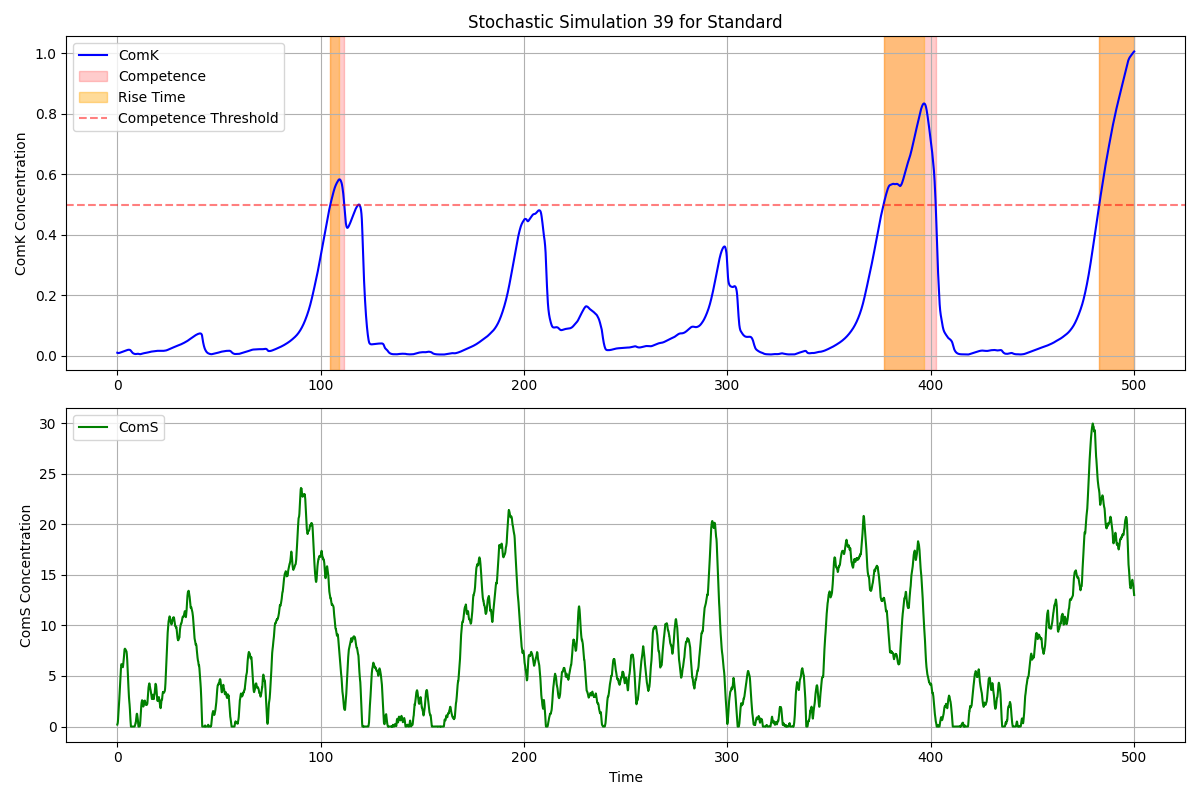 Stochastic Simulation 39 for Standard
ComK Concentration
1.0
0.8
0.6
0.4
0.2
0.0
ComK
Competence
Rise Time
Competence Threshold
0 100 200 300 400 500
ComS Concentration
30
25
20
15
10
5
0
ComS
0 100 200 300 400 500
Time